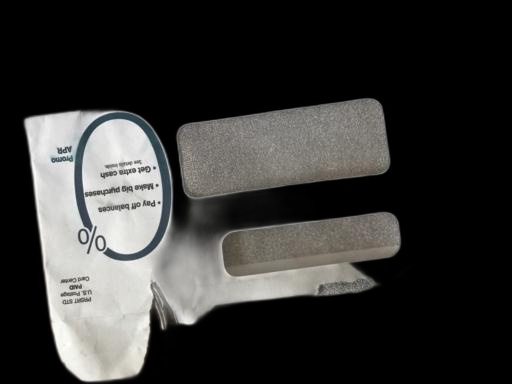 PRSRT STD
U.S. Postage
PAID
Card Center
0%
• Pay off balances
• Make big purchases
• Get extra cash
See details inside.
Promo
APR